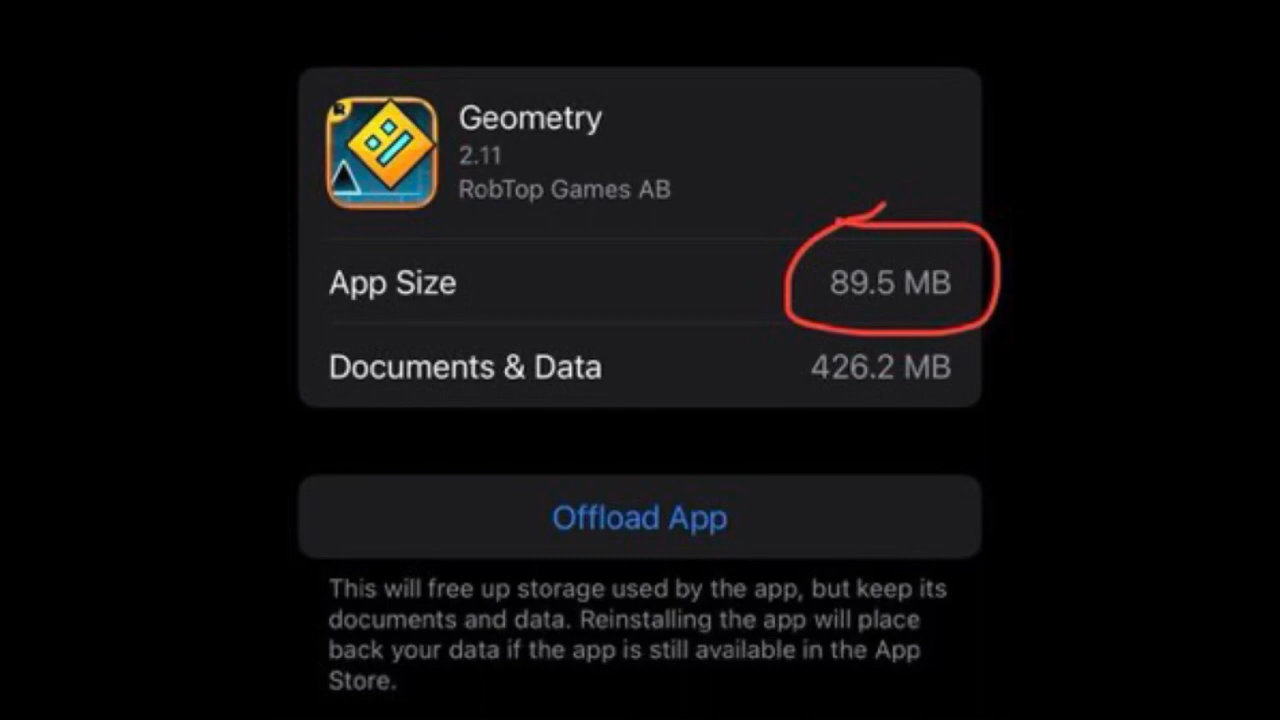 Geometry
2.11
RobTop Games AB
App Size
89.5 MB
Documents & Data
426.2 MB
Offload App
This will free up storage used by the app, but keep its
documents and data. Reinstalling the app will place
back your data if the app is still available in the App
Store.